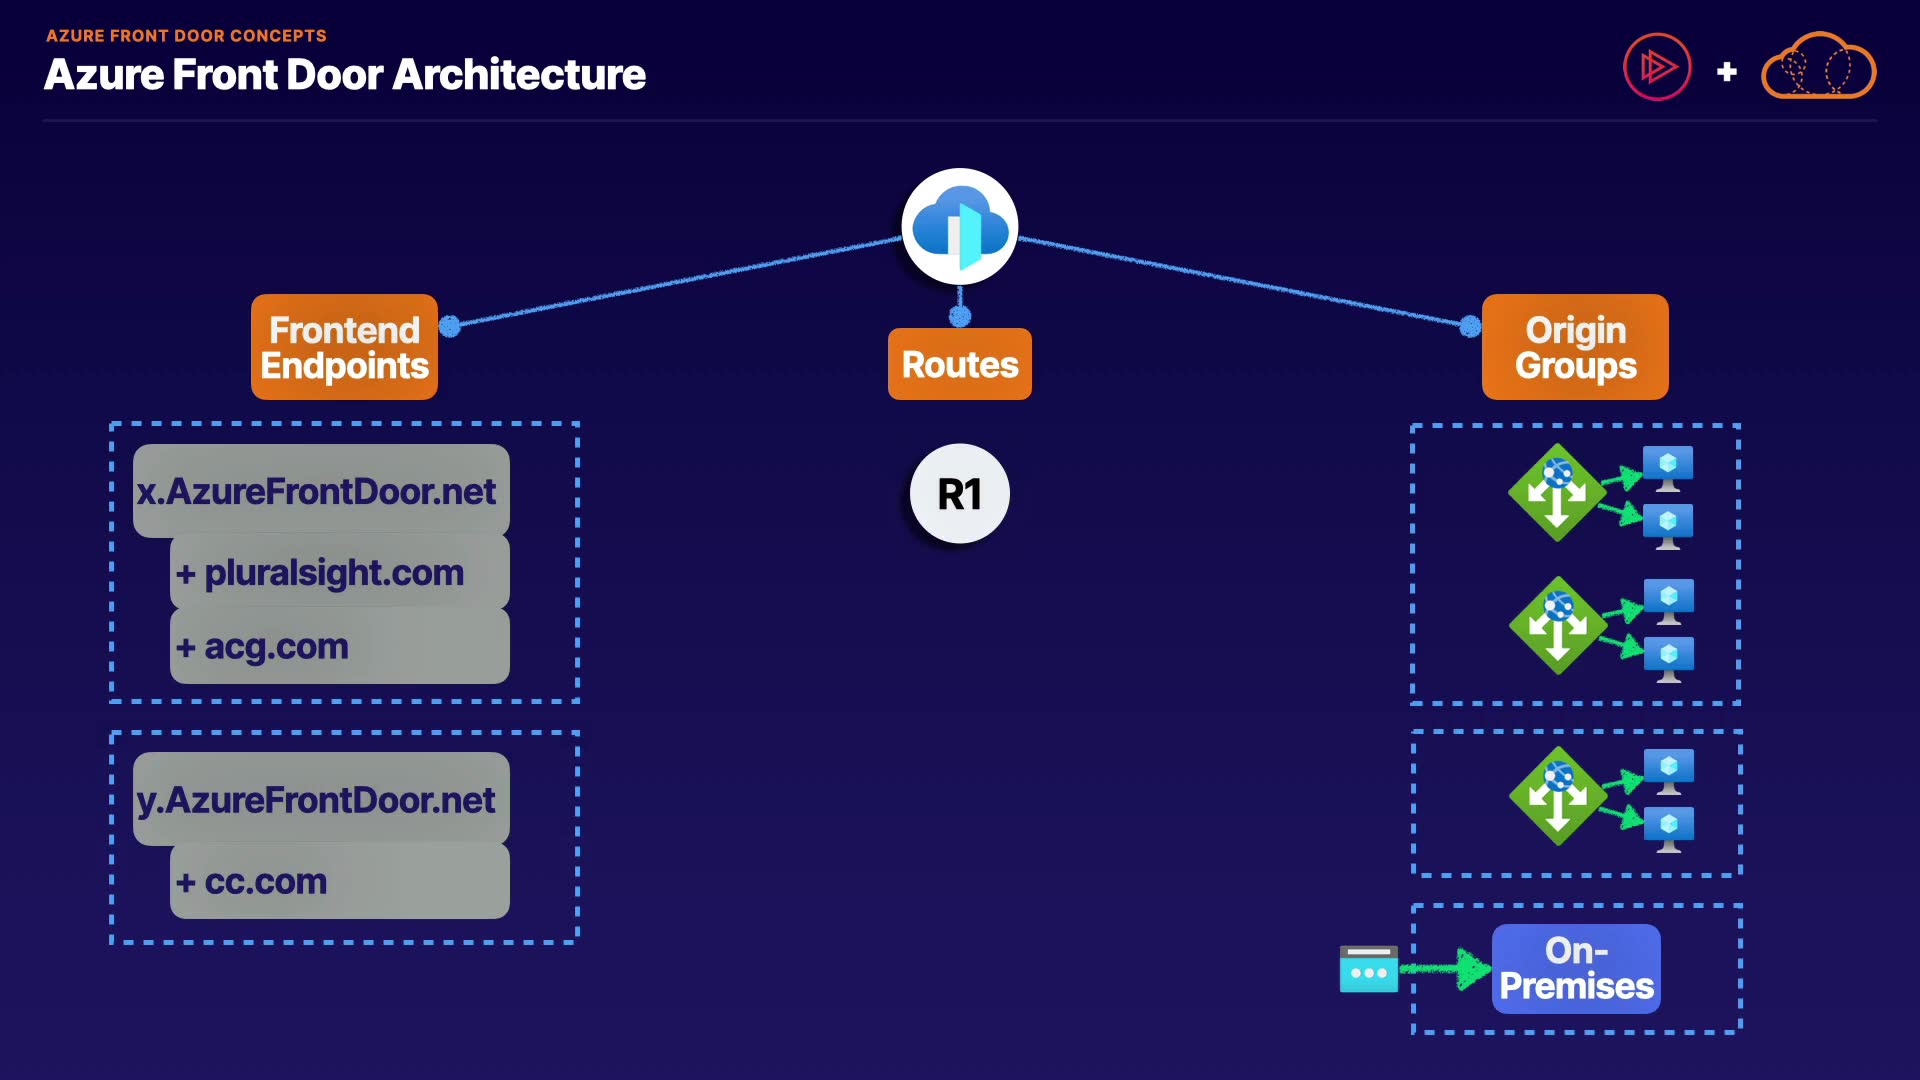 AZURE FRONT DOOR CONCEPTS
Azure Front Door Architecture
+
Frontend
Endpoints
Routes
Origin
Groups
x.AzureFrontDoor.net
+ pluralsight.com
+ acg.com
R1
y.AzureFrontDoor.net
+ cc.com
On-
Premises